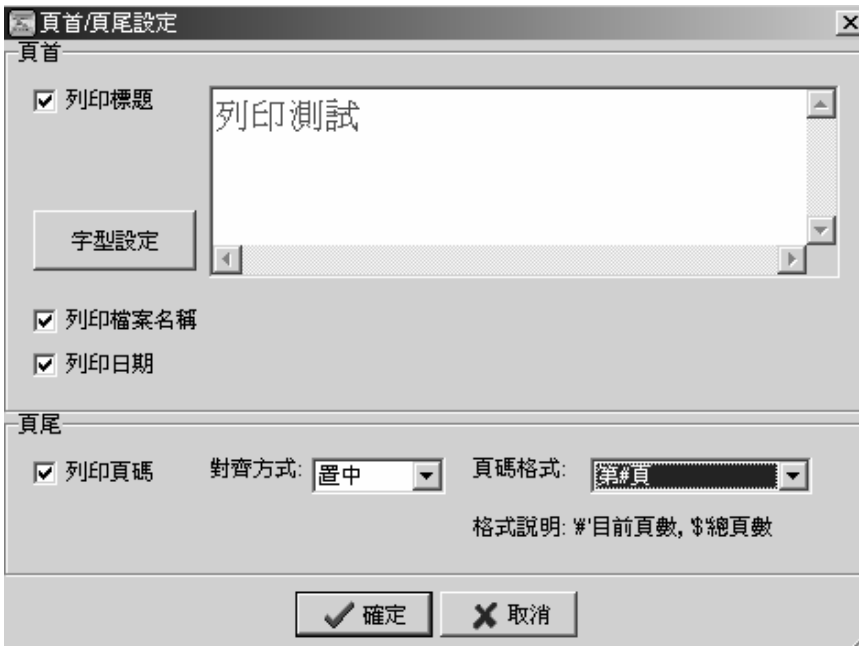 頁首/頁尾設定
頁首
列印標題
列印測試
字型設定
列印檔案名稱
列印日期
頁尾
列印頁碼 對齊方式: 置中 頁碼格式: 第#頁
格式說明: '#'目前頁數, '$'總頁數
確定 取消